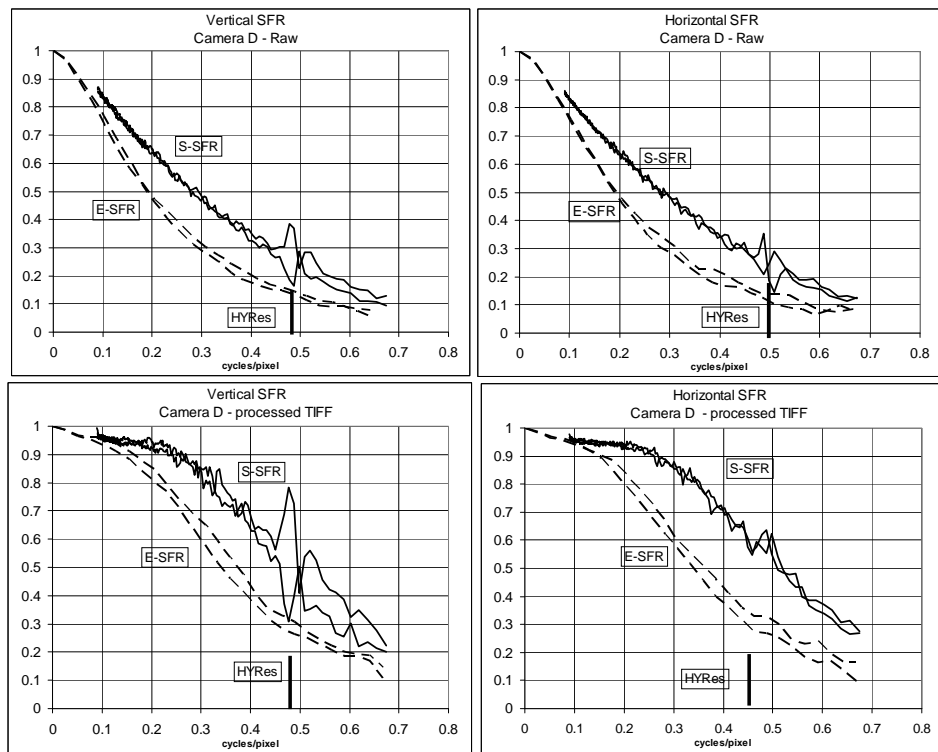 Vertical SFR
Camera D - Raw
1
0.9
0.8
0.7
0.6
0.5
0.4
0.3
0.2
0.1
0
S-SFR
E-SFR
HYRes
0 0.1 0.2 0.3 0.4 0.5 0.6 0.7 0.8
cycles/pixel
Horizontal SFR
Camera D - Raw
1
0.9
0.8
0.7
0.6
0.5
0.4
0.3
0.2
0.1
0
S-SFR
E-SFR
HYRes
0 0.1 0.2 0.3 0.4 0.5 0.6 0.7 0.8
cycles/pixel
Vertical SFR
Camera D - processed TIFF
1
0.9
0.8
0.7
0.6
0.5
0.4
0.3
0.2
0.1
0
S-SFR
E-SFR
HYRes
0 0.1 0.2 0.3 0.4 0.5 0.6 0.7 0.8
cycles/pixel
Horizontal SFR
Camera D - processed TIFF
1
0.9
0.8
0.7
0.6
0.5
0.4
0.3
0.2
0.1
0
S-SFR
E-SFR
HYRes
0 0.1 0.2 0.3 0.4 0.5 0.6 0.7 0.8
cycles/pixel